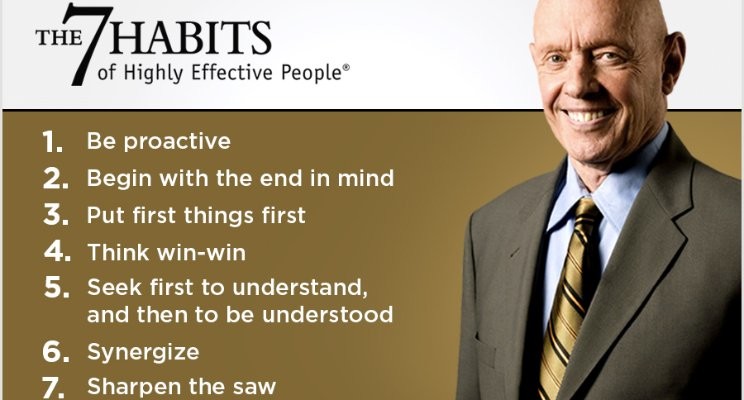 THE 7 HABITS
of Highly Effective People®
1. Be proactive
2. Begin with the end in mind
3. Put first things first
4. Think win-win
5. Seek first to understand,
and then to be understood
6. Synergize
7. Sharpen the saw